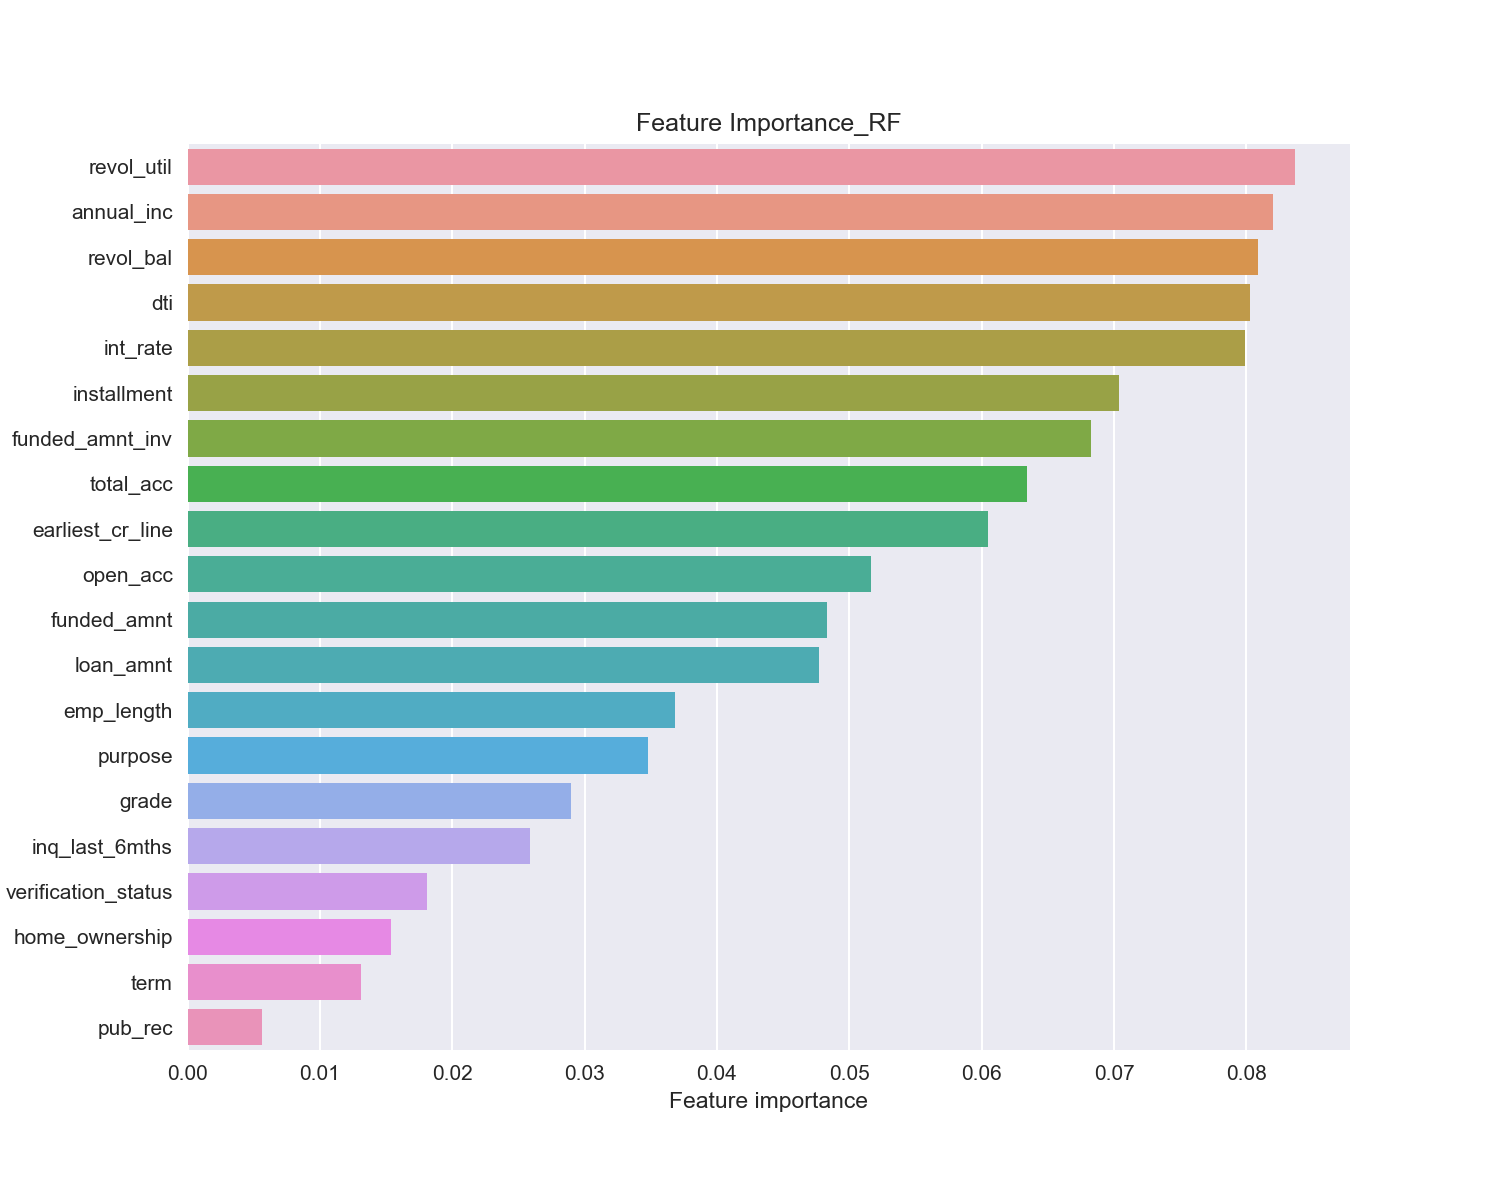 Feature Importance_RF
revol_util
annual_inc
revol_bal
dti
int_rate
installment
funded_amnt_inv
total_acc
earliest_cr_line
open_acc
funded_amnt
loan_amnt
emp_length
purpose
grade
inq_last_6mths
verification_status
home_ownership
term
pub_rec
0.00 0.01 0.02 0.03 0.04 0.05 0.06 0.07 0.08
Feature importance